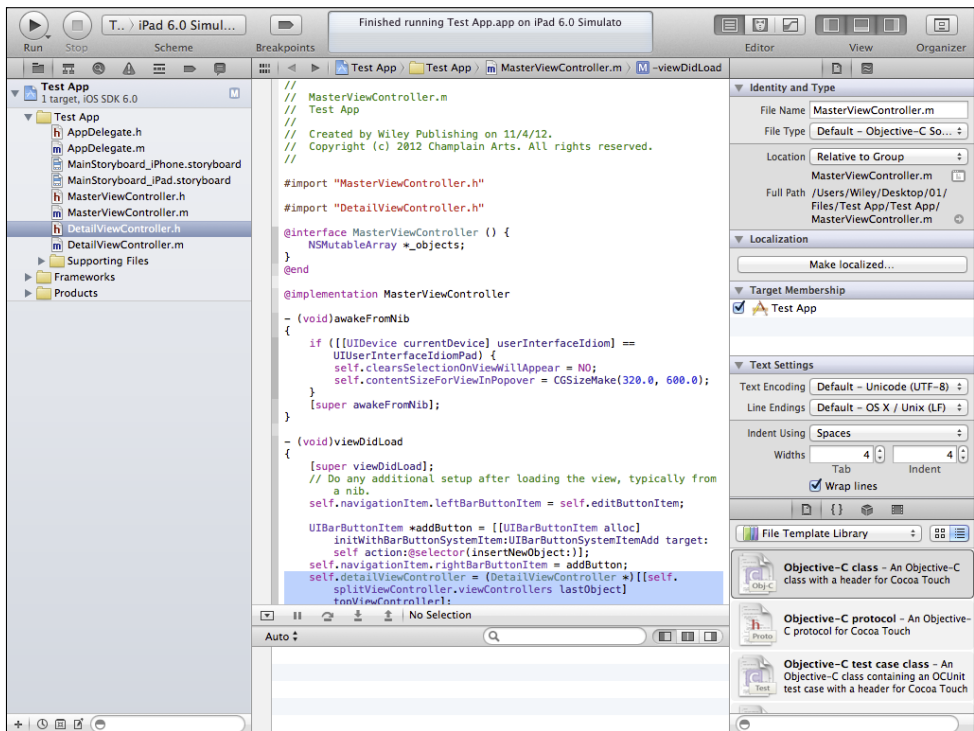 T.. 〉 iPad 6.0 Simul...
Finished running Test App.app on iPad 6.0 Simulato
Run
Stop
Scheme
Breakpoints
Editor
View
Organizer
Test App
1 target, iOS SDK 6.0
M
Test App
h AppDelegate.h
m AppDelegate.m
MainStoryboard_iPhone.storyboard
MainStoryboard_iPad.storyboard
h MasterViewController.h
m MasterViewController.m
h DetailViewController.h
m DetailViewController.m
Supporting Files
Frameworks
Products
Test App 〉 Test App 〉 m MasterViewController.m 〉 M -viewDidLoad
//
// MasterViewController.m
// Test App
//
// Created by Wiley Publishing on 11/4/12.
// Copyright (c) 2012 Champlain Arts. All rights reserved.
//
#import "MasterViewController.h"
#import "DetailViewController.h"
@interface MasterViewController () {
NSMutableArray *_objects;
}
@end
@implementation MasterViewController
- (void)awakeFromNib
{
if ([[UIDevice currentDevice] userInterfaceIdiom] ==
UIUserInterfaceIdiomPad) {
self.clearsSelectionOnViewWillAppear = NO;
self.contentSizeForViewInPopover = CGSizeMake(320.0, 600.0);
}
[super awakeFromNib];
}
- (void)viewDidLoad
{
[super viewDidLoad];
// Do any additional setup after loading the view, typically from
a nib.
self.navigationItem.leftBarButtonItem = self.editButtonItem;
UIBarButtonItem *addButton = [[UIBarButtonItem alloc]
initWithBarButtonSystemItem:UIBarButtonSystemItemAdd target:
self action:@selector(insertNewObject:)];
self.navigationItem.rightBarButtonItem = addButton;
self.detailViewController = (DetailViewController *)[[self.
splitViewController.viewControllers lastObject]
topViewController];
No Selection
Auto
Identity and Type
File Name MasterViewController.m
File Type Default - Objective-C So...
Location Relative to Group
MasterViewController.m
Full Path /Users/Wiley/Desktop/01/
Files/Test App/Test App/
MasterViewController.m
Localization
Make localized...
Target Membership
Test App
Text Settings
Text Encoding Default - Unicode (UTF-8)
Line Endings Default - OS X / Unix (LF)
Indent Using Spaces
Widths 4 4
Tab Indent
Wrap lines
{}
File Template Library
Objective-C class - An Objective-C
class with a header for Cocoa Touch
Obj-C
Objective-C protocol - An Objective-
C protocol for Cocoa Touch
h
Proto
Objective-C test case class - An
Objective-C class containing an OCUnit
test case with a header for Cocoa Touch
Test